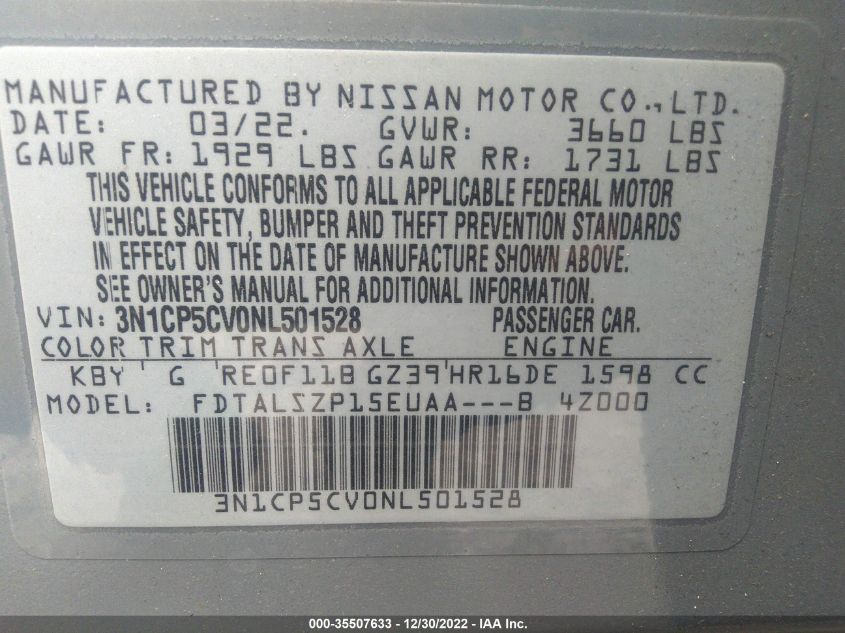 MANUFACTURED BY NISSAN MOTOR CO., LTD.
DATE: 03/22. GVWR: 3660 LBS
GAWR FR: 1929 LBS GAWR RR: 1731 LBS
THIS VEHICLE CONFORMS TO ALL APPLICABLE FEDERAL MOTOR
VEHICLE SAFETY, BUMPER AND THEFT PREVENTION STANDARDS
IN EFFECT ON THE DATE OF MANUFACTURE SHOWN ABOVE.
SEE OWNER'S MANUAL FOR ADDITIONAL INFORMATION.
VIN: 3N1CP5CV0NL501528 PASSENGER CAR.
COLOR TRIM TRANS AXLE ENGINE
KBY G RE0F11B GZ39 HR16DE 1598 CC
MODEL: FDTALSZP15EUAA---B 4Z000
3N1CP5CV0NL501528
000-35507633 - 12/30/2022 - IAA Inc.